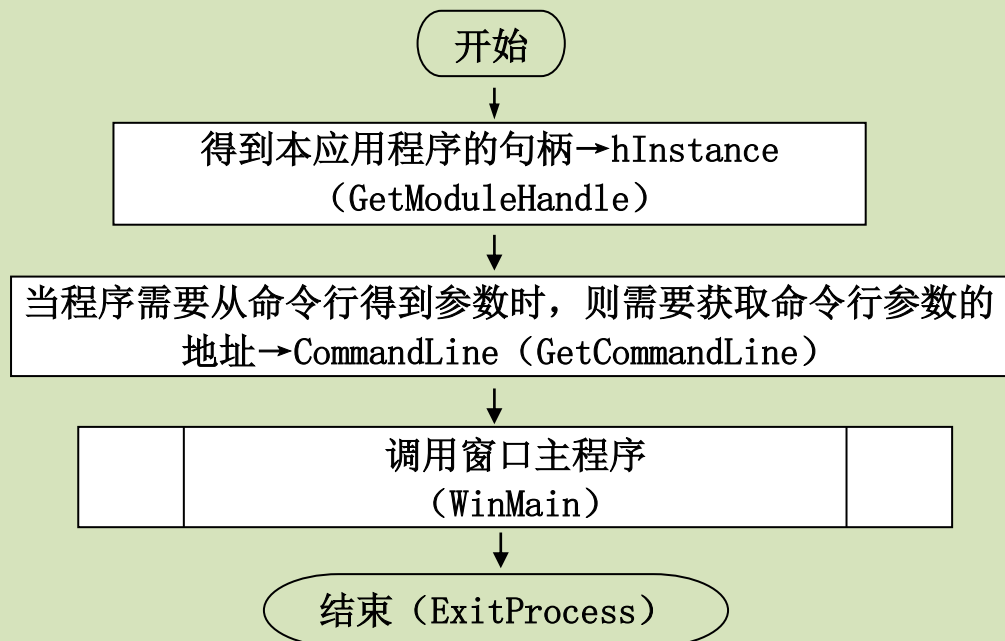 开始
得到本应用程序的句柄→hInstance
（GetModuleHandle）
当程序需要从命令行得到参数时，则需要获取命令行参数的
地址→CommandLine（GetCommandLine）
调用窗口主程序
（WinMain）
结束（ExitProcess）